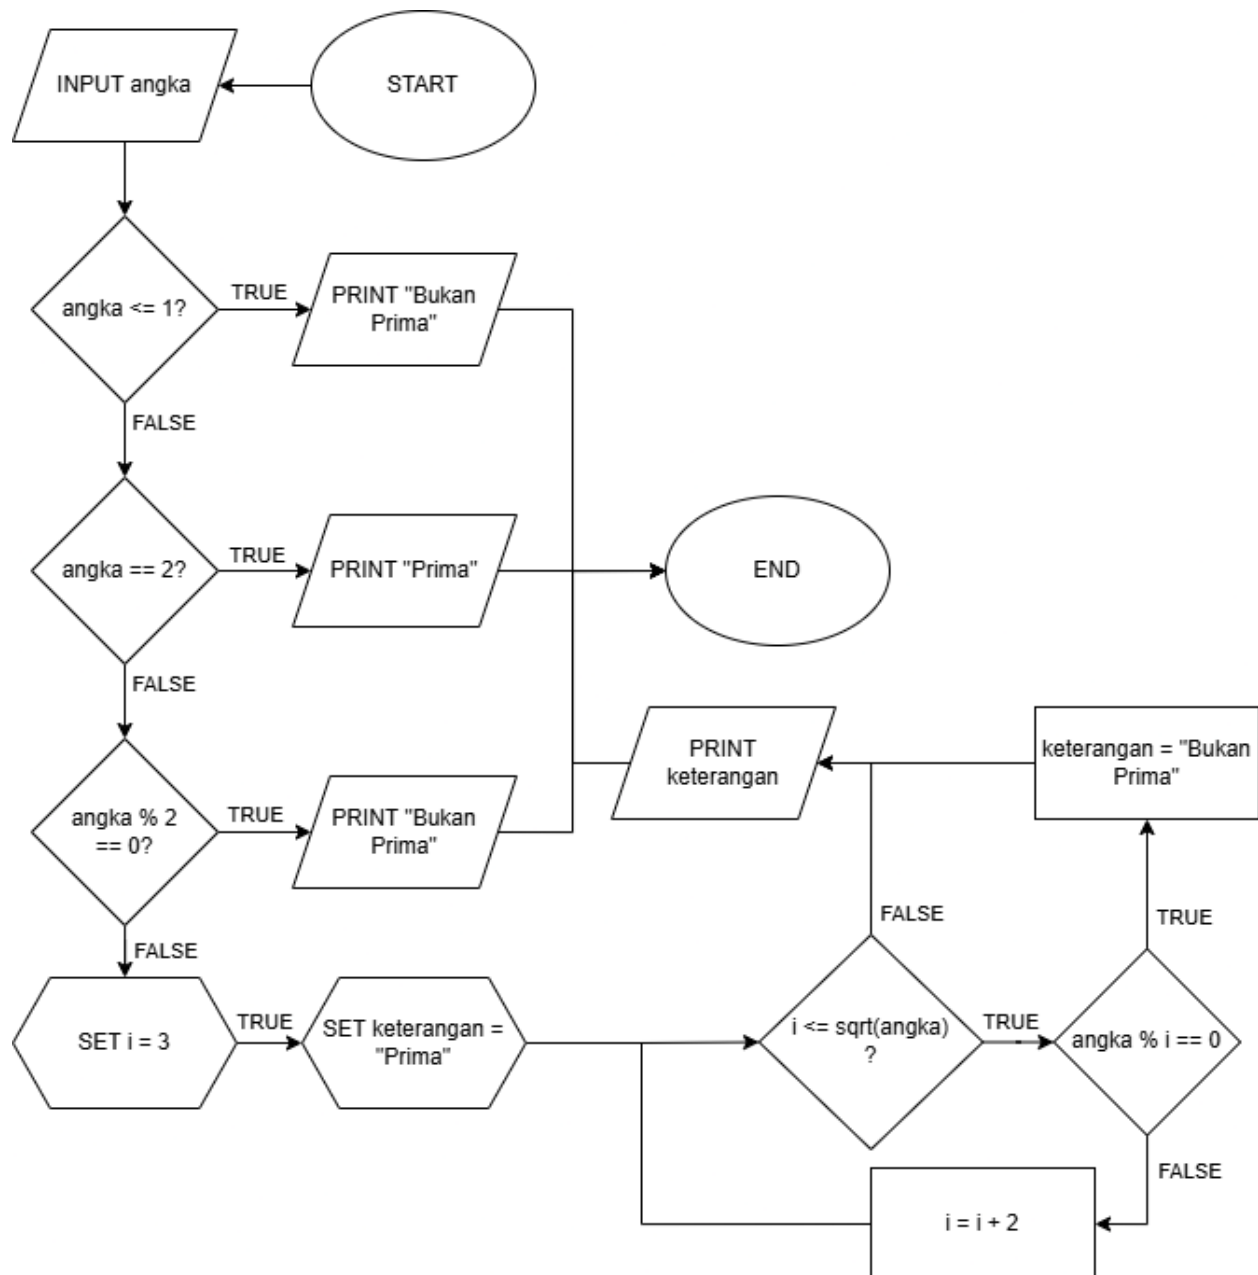 START
INPUT angka
angka <= 1?
TRUE
PRINT "Bukan
Prima"
FALSE
angka == 2?
TRUE
PRINT "Prima"
END
FALSE
angka % 2
== 0?
TRUE
PRINT "Bukan
Prima"
FALSE
SET i = 3
TRUE
SET keterangan =
"Prima"
i <= sqrt(angka)
?
TRUE
angka % i == 0
FALSE
i = i + 2
TRUE
keterangan = "Bukan
Prima"
FALSE
PRINT
keterangan